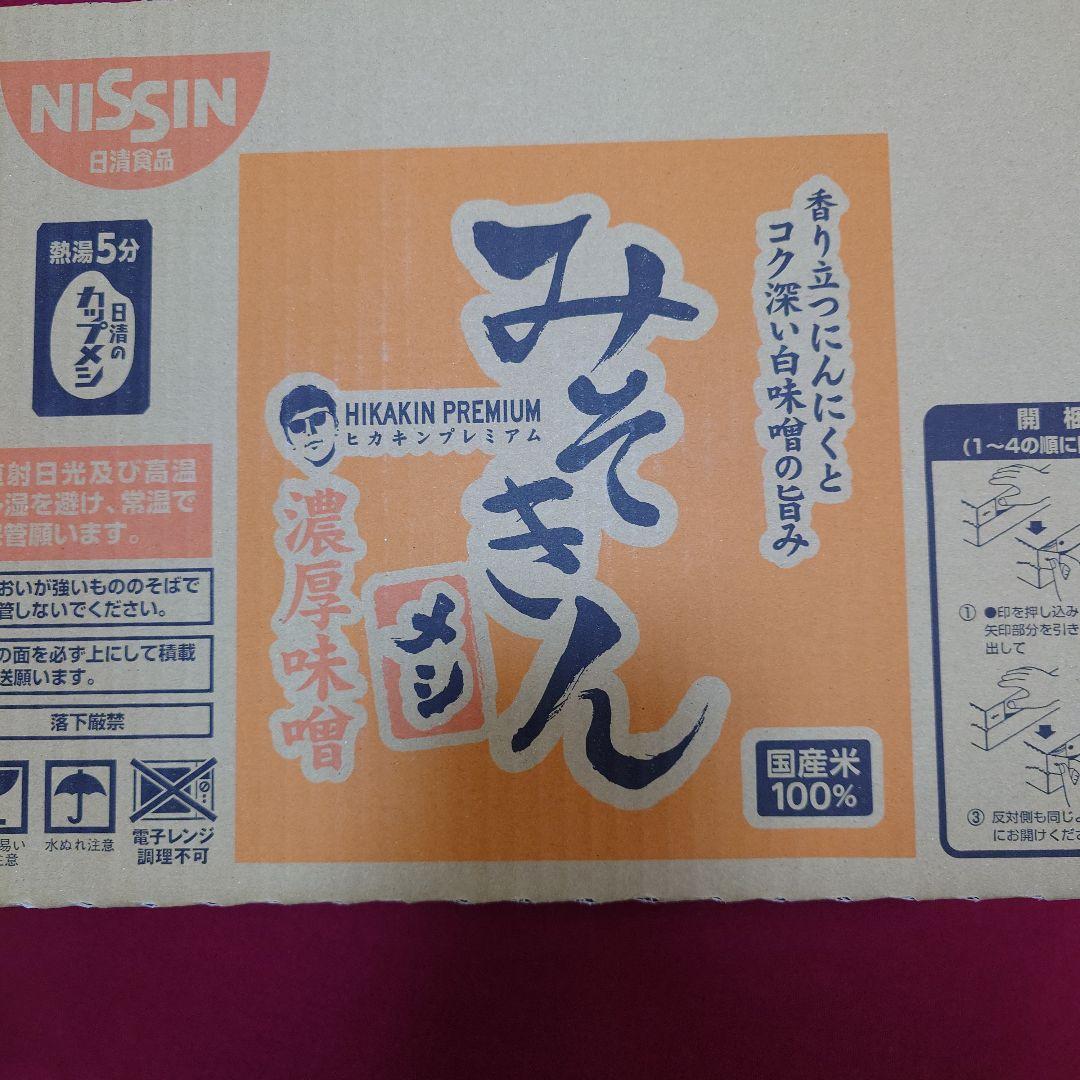 NISSIN
日清食品
熱湯5分
日清の
カップメシ
射日光及び高温
湿を避け、常温で
管願います。
おいが強いもののそばで
管しないでください。
の面を必ず上にして積載
送願います。
落下厳禁
易い
注意
水ぬれ注意
電子レンジ
調理不可
香り立つにんにくと
コク深い白味噌の旨み
みそきん
HIKAKIN PREMIUM
ヒカキンプレミアム
濃厚味噌
メシ
国産米
100%
開 梱
(1〜4の順に
① ●印を押し込み
矢印部分を引き
出して
③ 反対側も同じ
にお開けくださ